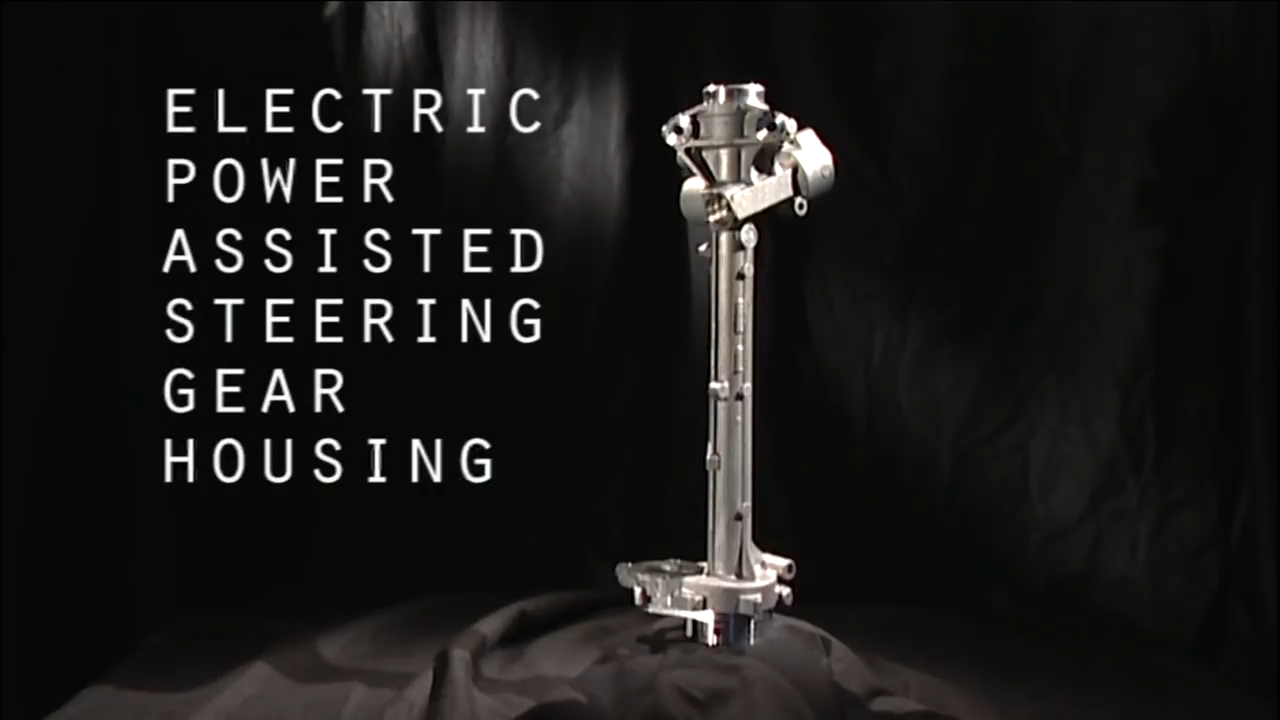 ELECTRIC
POWER
ASSISTED
STEERING
GEAR
HOUSING